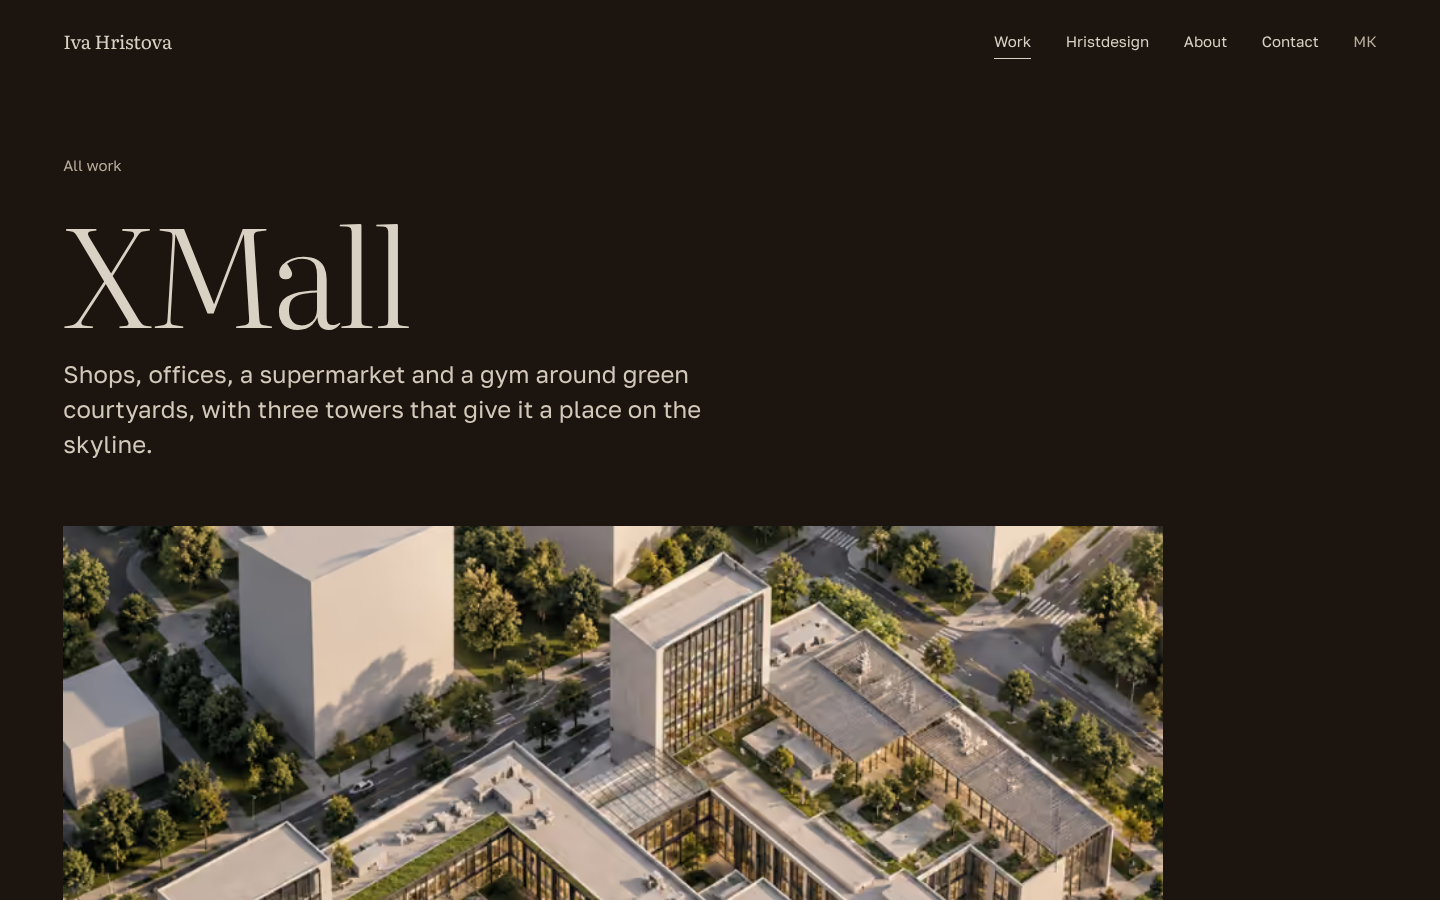 Iva Hristova
Work
Hristdesign
About
Contact
MK
All work
XMall
Shops, offices, a supermarket and a gym around green
courtyards, with three towers that give it a place on the
skyline.